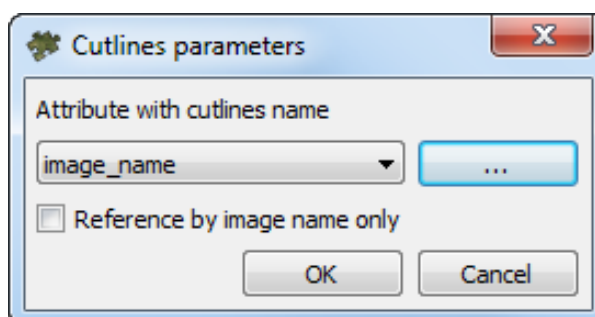 Cutlines parameters
Attribute with cutlines name
image_name ...
Reference by image name only
OK Cancel